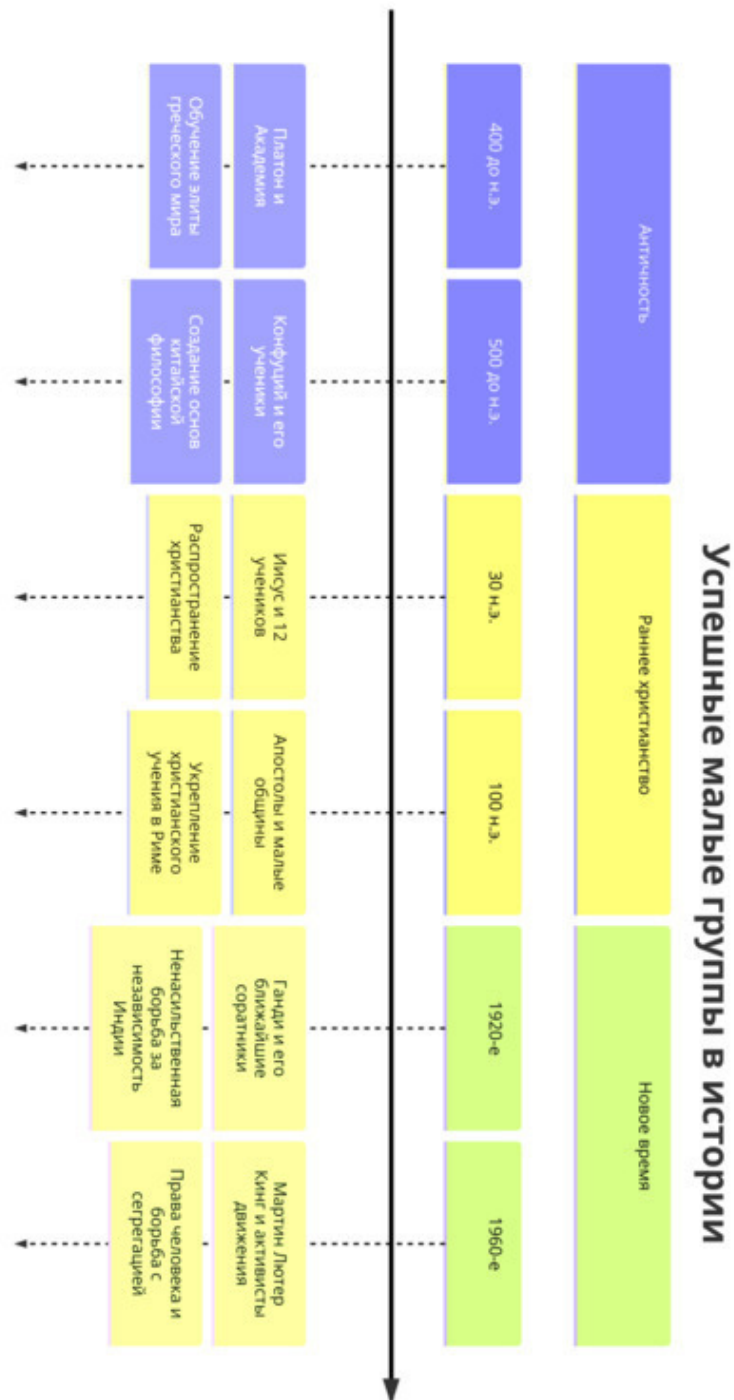 Успешные малые группы в истории
Античность
Раннее христианство
Новое время
400 до н.э.
500 до н.э.
30 н.э.
100 н.э.
1920-е
1960-е
Платон и
Академия
Конфуций и его
ученики
Иисус и 12
учеников
Апостолы и малые
общины
Ганди и его
ближайшие
соратники
Мартин Лютер
Кинг и активисты
движения
Обучение элиты
греческого мира
Создание основ
китайской
философии
Распространение
христианства
Укрепление
христианского
учения в Риме
Ненасильственная
борьба за
независимость
Индии
Права человека и
борьба с
сегрегацией